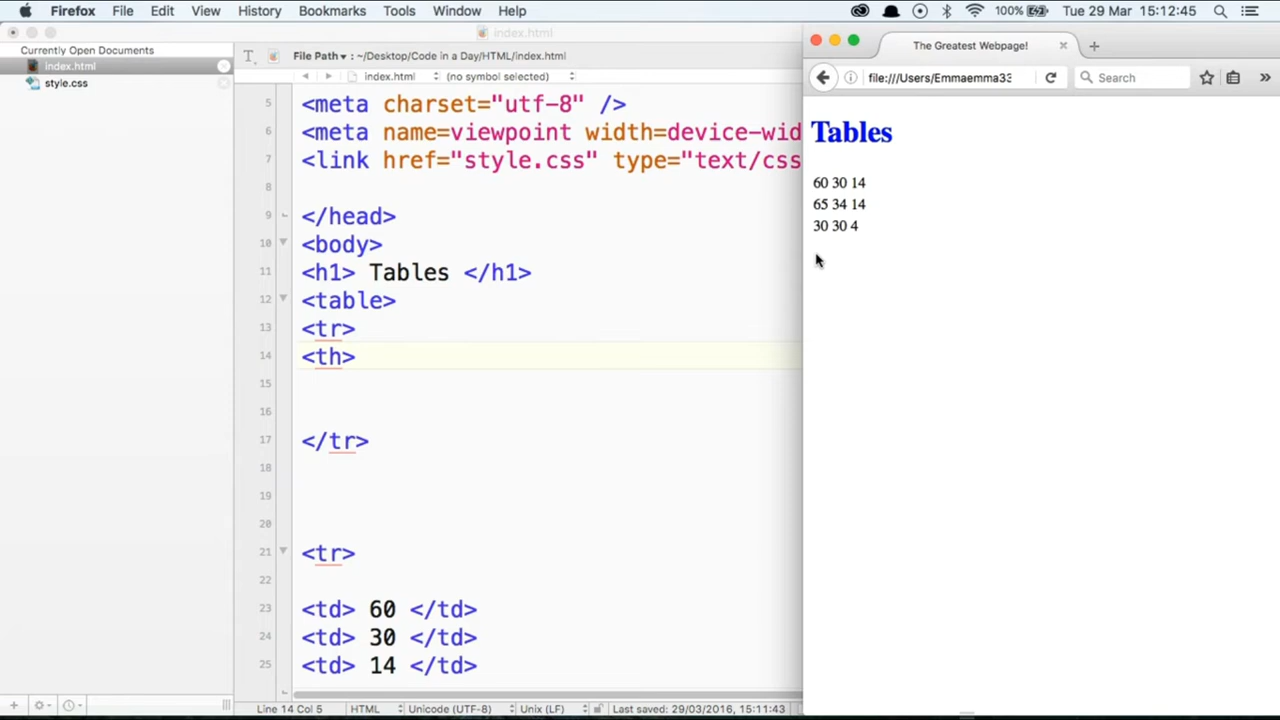 Firefox File Edit View History Bookmarks Tools Window Help 100% Tue 29 Mar 15:12:45
Currently Open Documents
index.html
style.css
index.html
File Path ▾ : ~/Desktop/Code in a Day/HTML/index.html
index.html (no symbol selected)
5 <meta charset="utf-8" />
6 <meta name=viewpoint width=device-wid
7 <link href="style.css" type="text/css
8
9 </head>
10 <body>
11 <h1> Tables </h1>
12 <table>
13 <tr>
14 <th>
15
16
17 </tr>
18
19
20
21 <tr>
22
23 <td> 60 </td>
24 <td> 30 </td>
25 <td> 14 </td>
Line 14 Col 5 HTML Unicode (UTF-8) Unix (LF) Last saved: 29/03/2016, 15:11:43
The Greatest Webpage!
file:///Users/Emmaemma33 Search
Tables
60 30 14
65 34 14
30 30 4